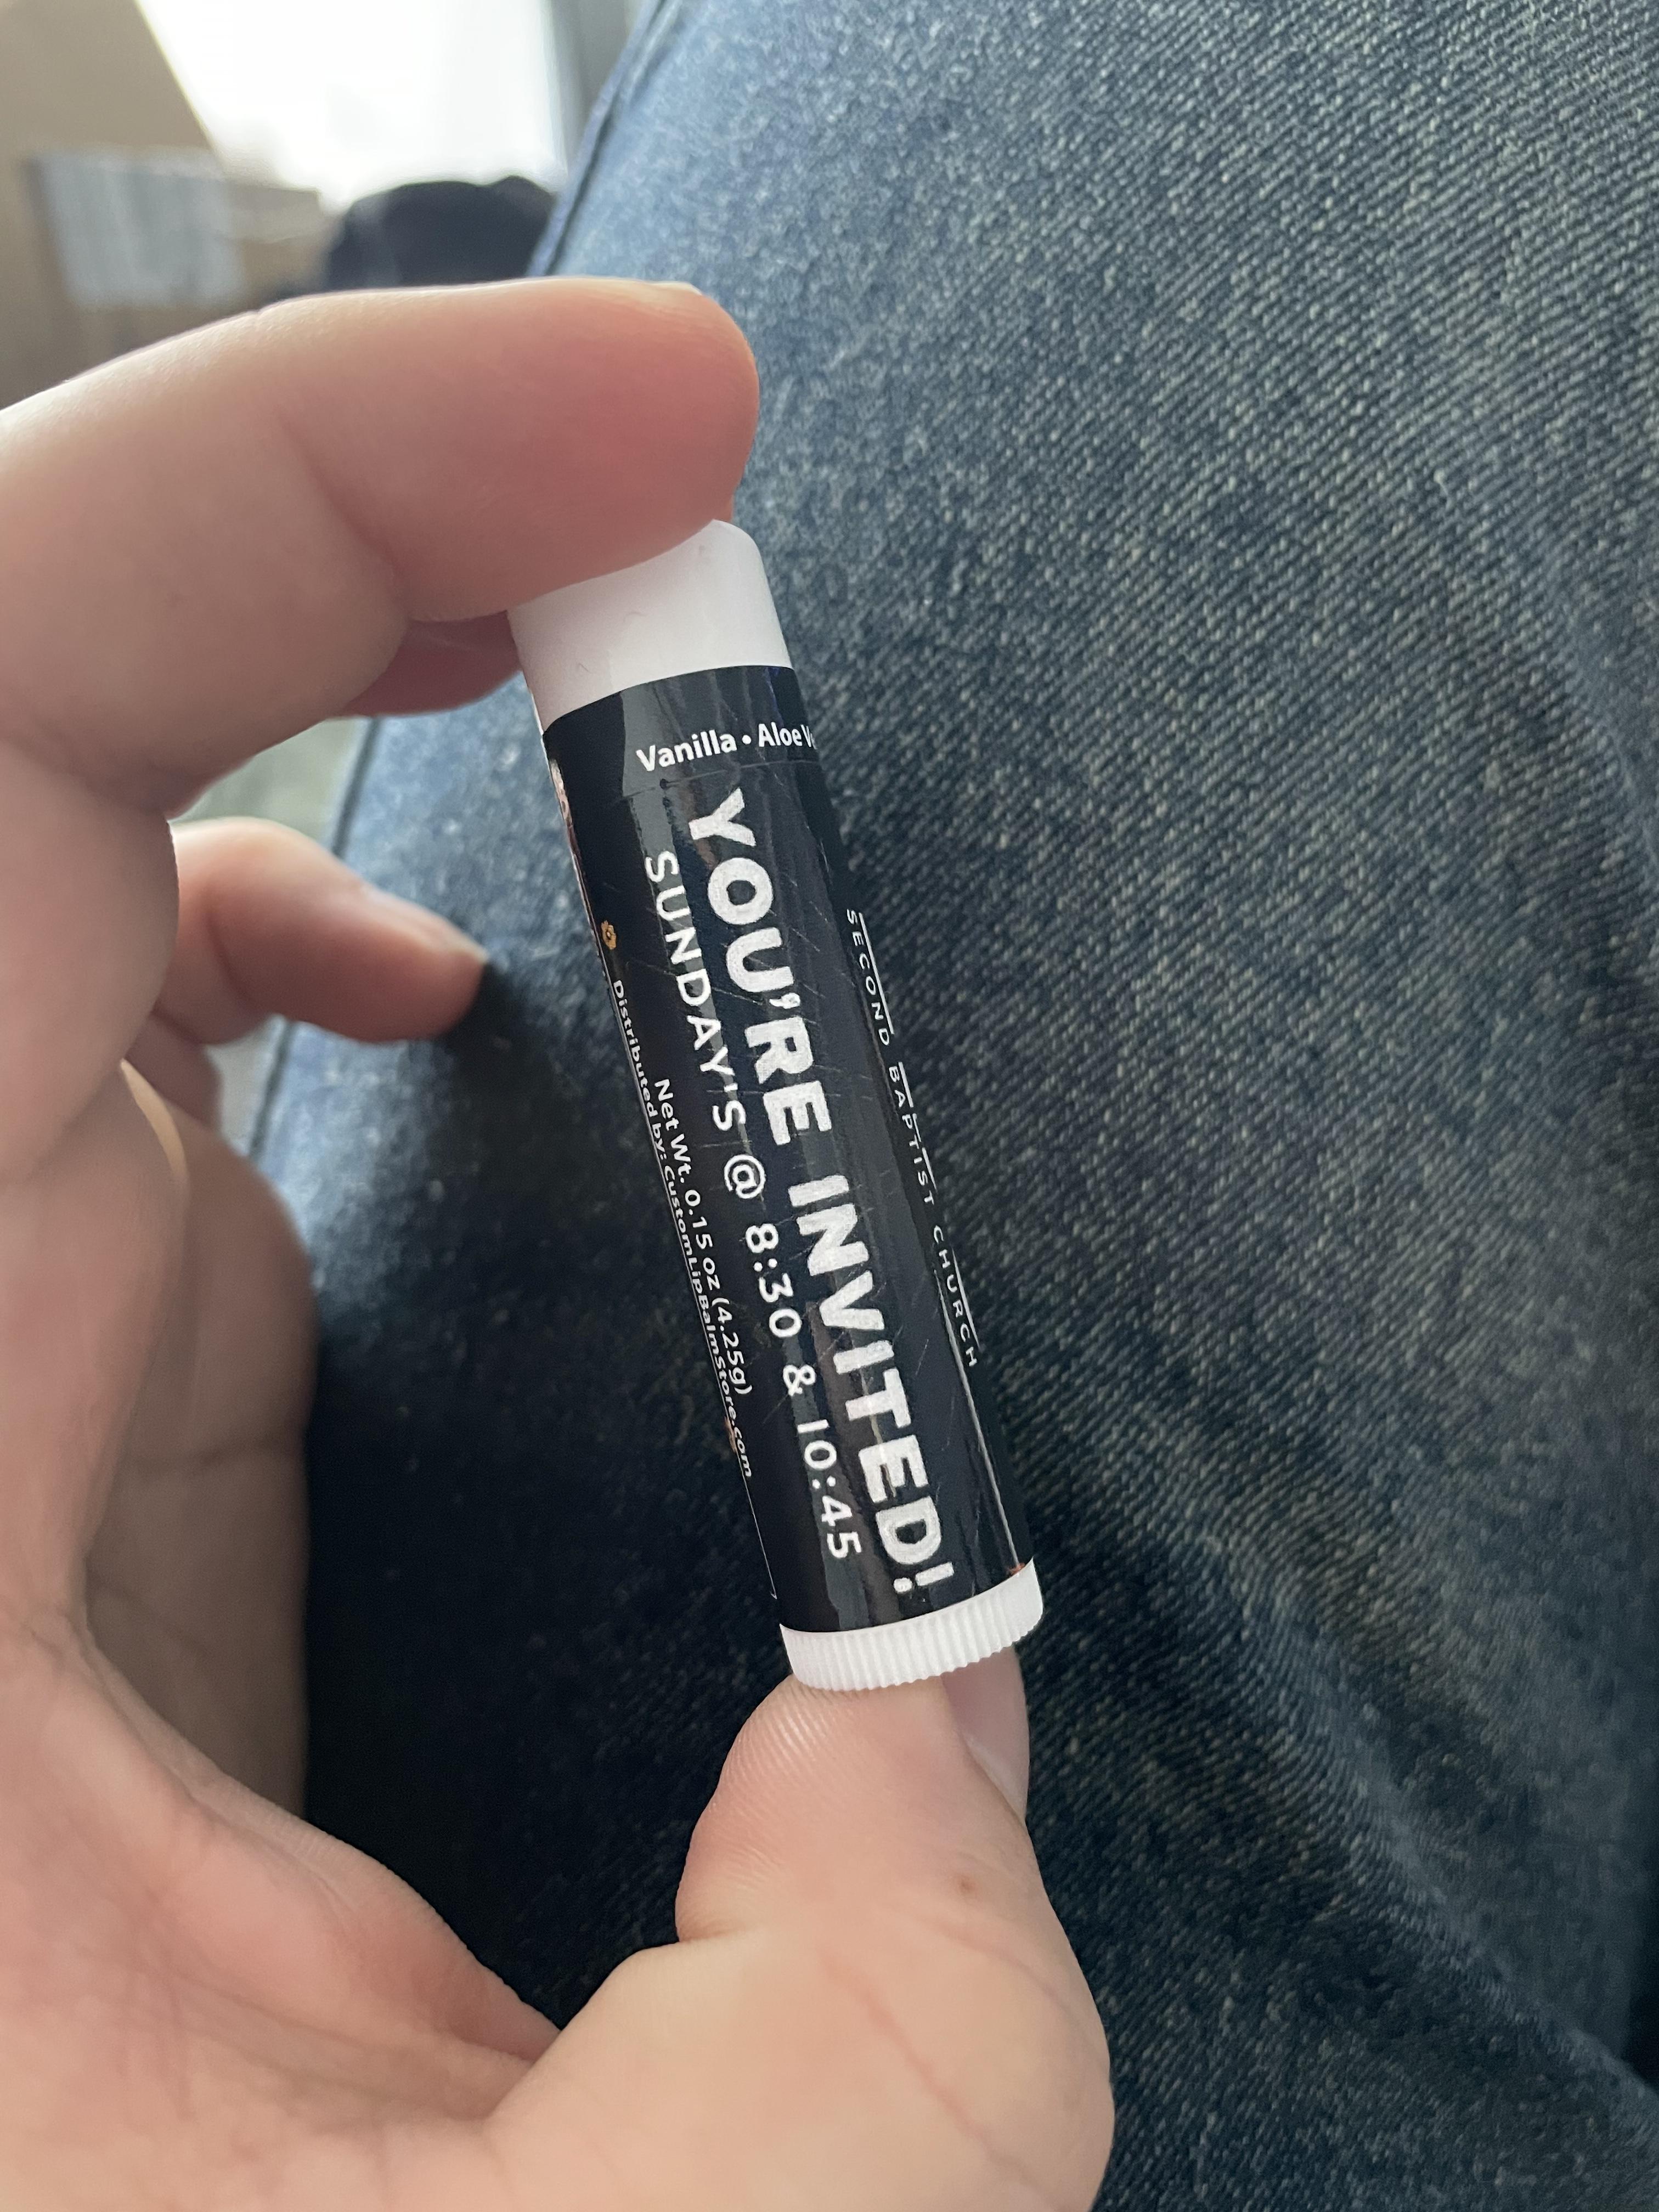 Vanilla • Aloe
SECOND BAPTIST CHURCH
YOU'RE INVITED!
SUNDAY'S @ 8:30 & 10:45
Net Wt. 0.15 oz (4.25g)
Distributed by: CustomLipBalmStore.com